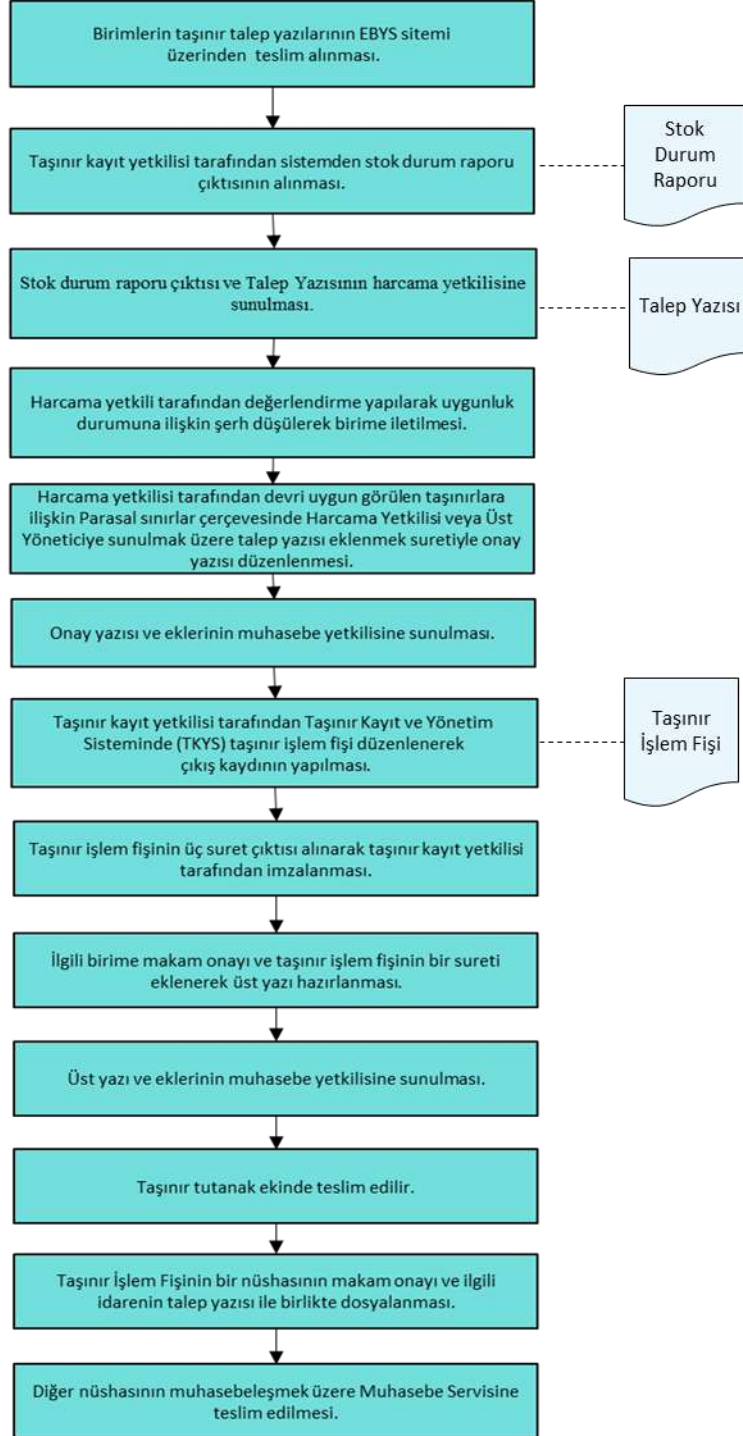 Birimlerin taşınır talep yazılarının EBYS sitemi
üzerinden teslim alınması.
Taşınır kayıt yetkilisi tarafından sistemden stok durum raporu
çıktısının alınması.
Stok
Durum
Raporu
Stok durum raporu çıktısı ve Talep Yazısının harcama yetkilisine
sunulması.
Talep Yazısı
Harcama yetkili tarafından değerlendirme yapılarak uygunluk
durumuna ilişkin şerh düşülerek birime iletilmesi.
Harcama yetkilisi tarafından devri uygun görülen taşınırlara
ilişkin Parasal sınırlar çerçevesinde Harcama Yetkilisi veya Üst
Yöneticiye sunulmak üzere talep yazısı eklenmek suretiyle onay
yazısı düzenlenmesi.
Onay yazısı ve eklerinin muhasebe yetkilisine sunulması.
Taşınır kayıt yetkilisi tarafından Taşınır Kayıt ve Yönetim
Sisteminde (TKYS) taşınır işlem fişi düzenlenerek
çıkış kaydının yapılması.
Taşınır
İşlem Fişi
Taşınır işlem fişinin üç suret çıktısı alınarak taşınır kayıt yetkilisi
tarafından imzalanması.
İlgili birime makam onayı ve taşınır işlem fişinin bir sureti
eklenerek üst yazı hazırlanması.
Üst yazı ve eklerinin muhasebe yetkilisine sunulması.
Taşınır tutanak ekinde teslim edilir.
Taşınır İşlem Fişinin bir nüshasının makam onayı ve ilgili
idarenin talep yazısı ile birlikte dosyalanması.
Diğer nüshasının muhasebeleşmek üzere Muhasebe Servisine
teslim edilmesi.